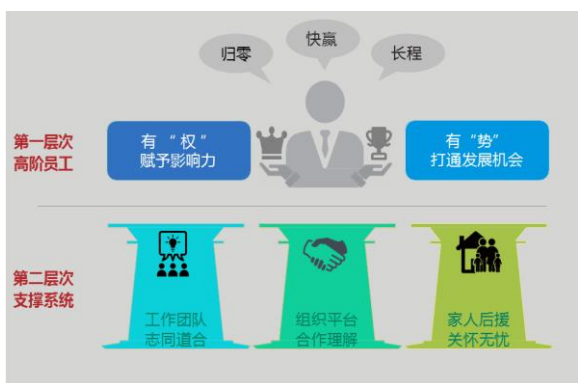 归零
快赢
长程
第一层次
高阶员工
有“权”
赋予影响力
有“势”
打通发展机会
第二层次
支撑系统
工作团队
志同道合
组织平台
合作理解
家人后援
关怀无忧